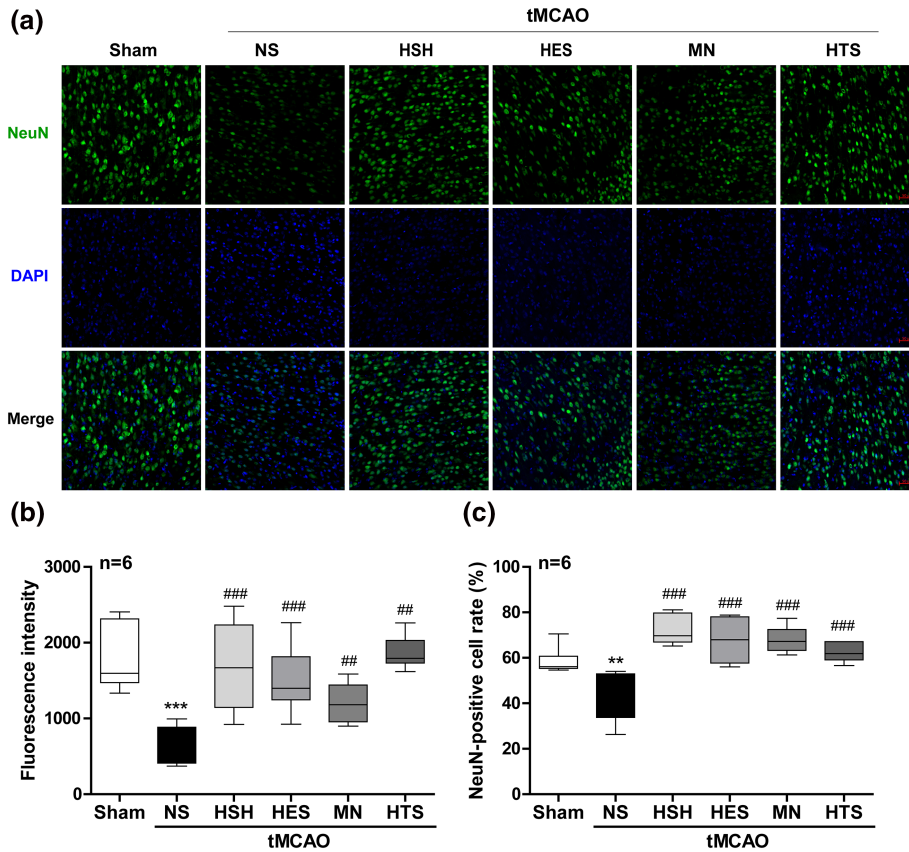 (a)
tMCAO
Sham NS HSH HES MN HTS
NeuN
DAPI
Merge
(b)
n=6
Fluorescence intensity
3000
2000
1000
0
***
###
###
##
##
Sham NS HSH HES MN HTS
tMCAO
(c)
n=6
NeuN-positive cell rate (%)
100
80
60
40
20
0
**
###
###
###
###
Sham NS HSH HES MN HTS
tMCAO